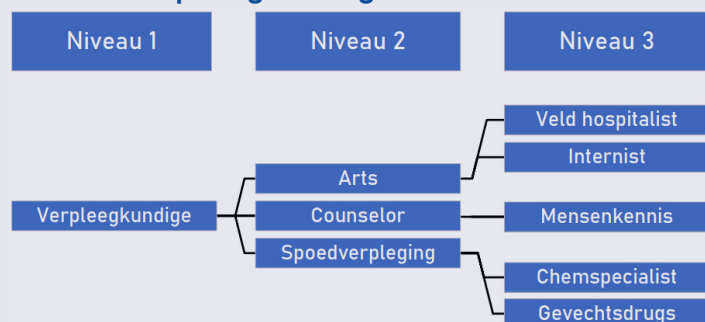 Niveau 1
Niveau 2
Niveau 3
Veld hospitalist
Internist
Arts
Verpleegkundige
Counselor
Mensenkennis
Spoedverpleging
Chemspecialist
Gevechtsdrugs